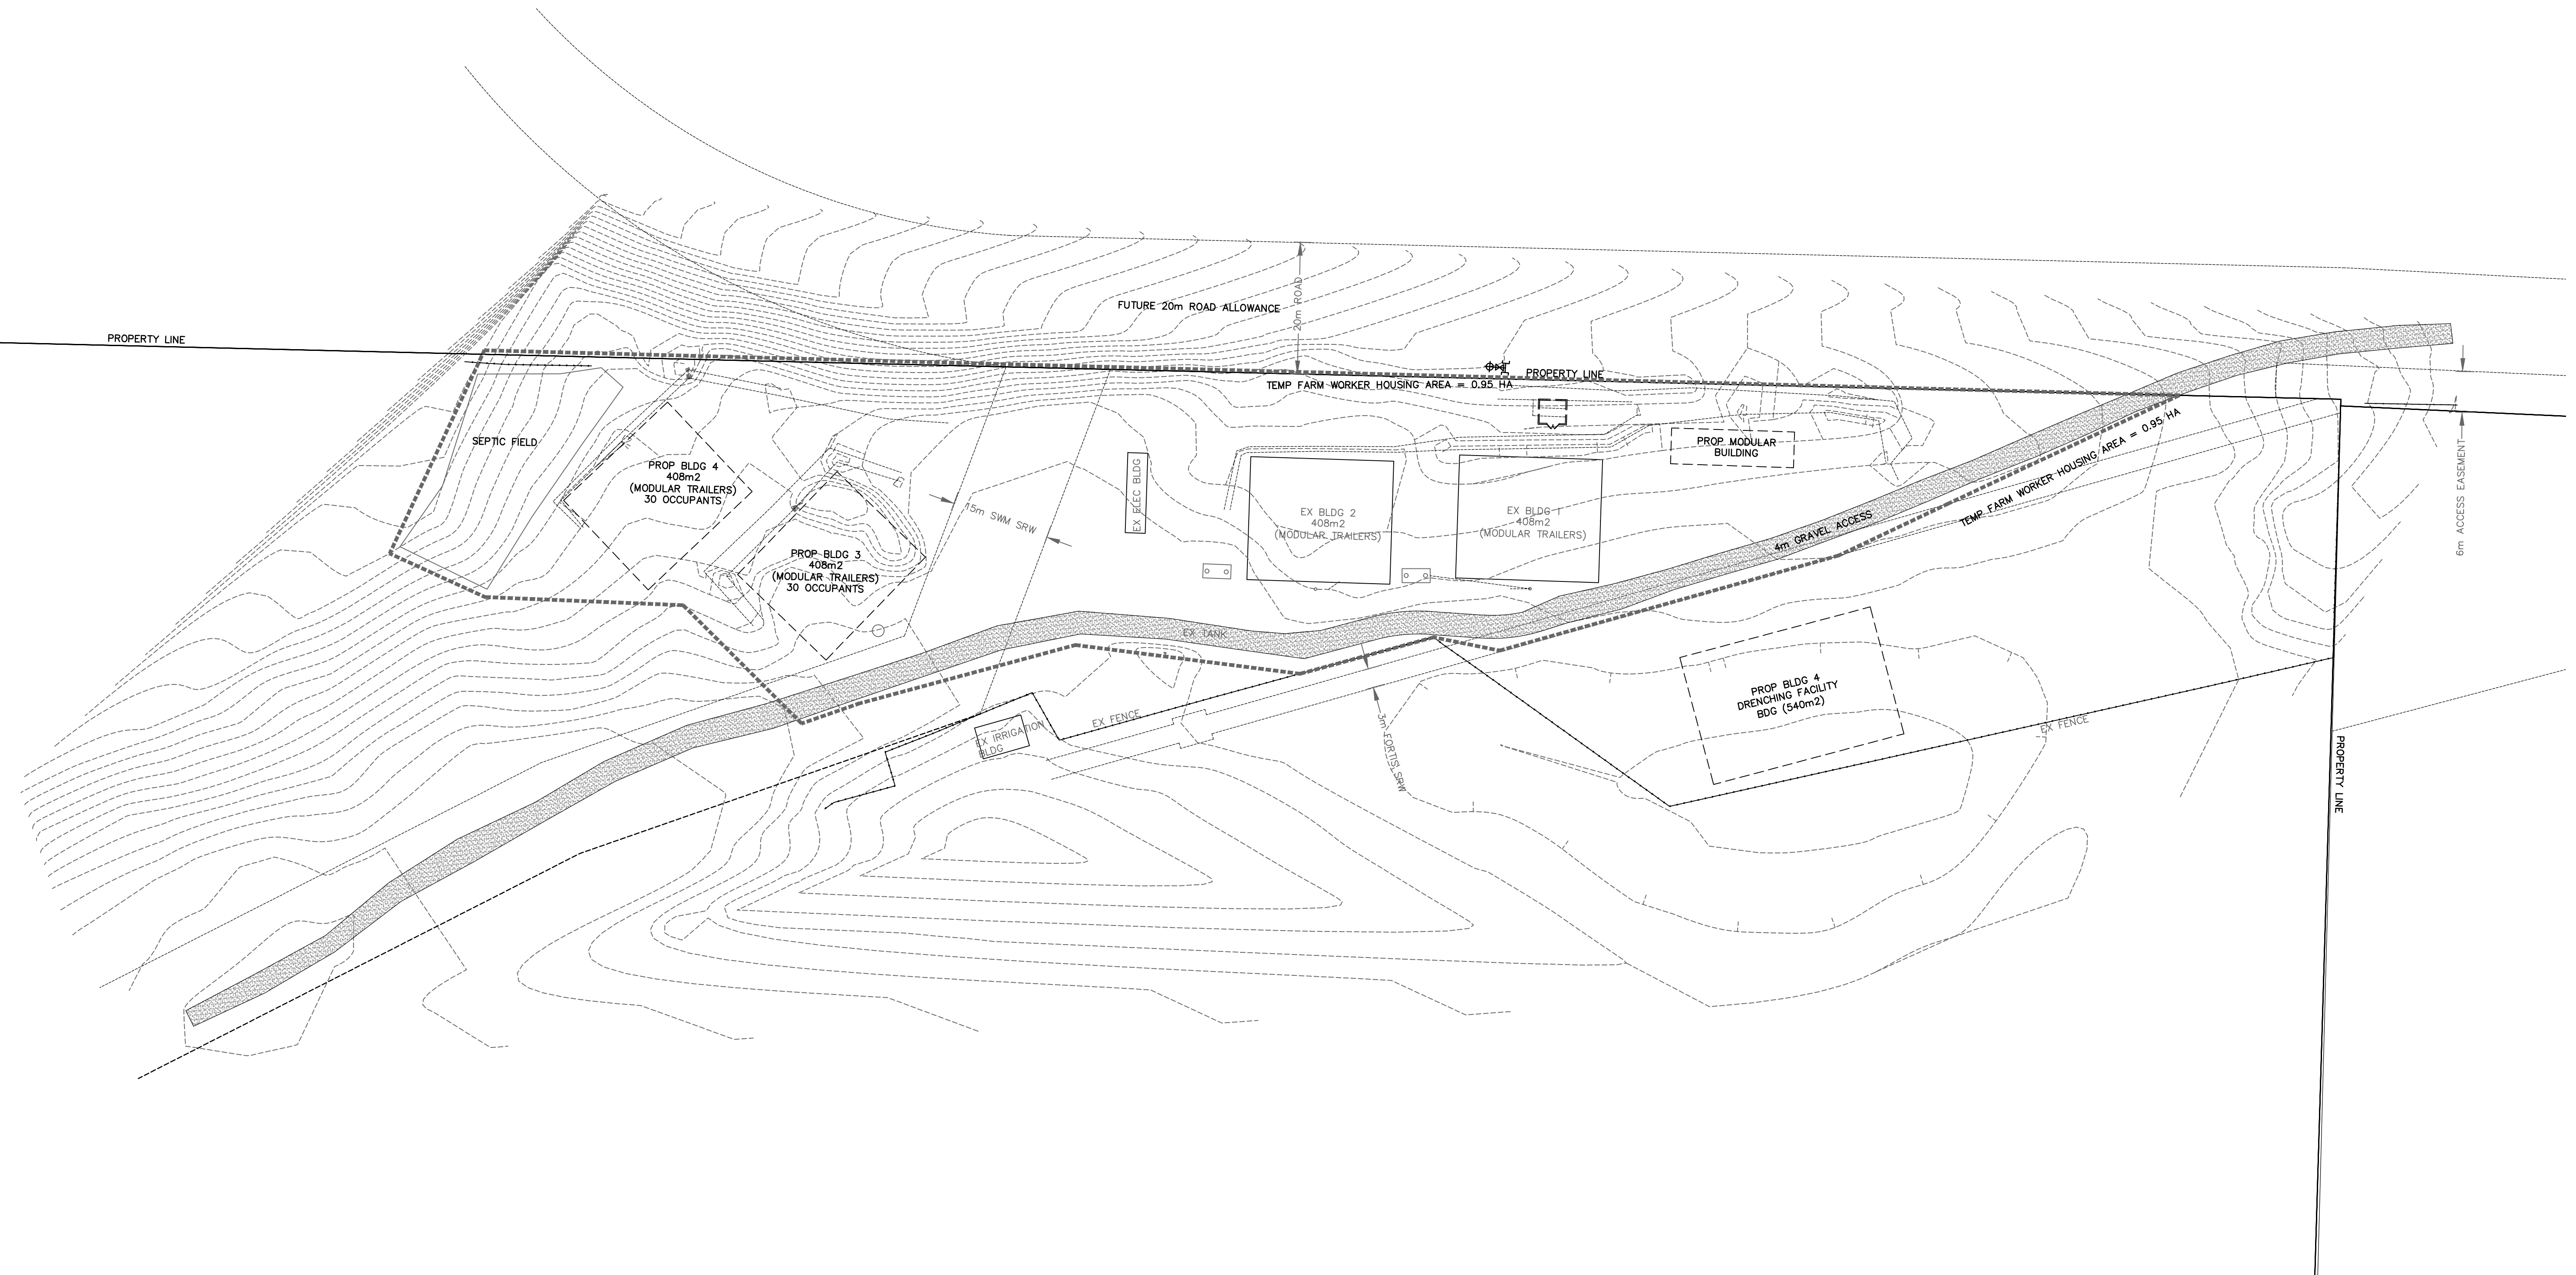 20m ROAD
FUTURE 20m ROAD ALLOWANCE
PROPERTY LINE
PROPERTY LINE
TEMP FARM WORKER HOUSING AREA = 0.95 HA
SEPTIC FIELD
PROP BLDG 4
408m2
(MODULAR TRAILERS)
30 OCCUPANTS
PROP BLDG 3
408m2
(MODULAR TRAILERS)
30 OCCUPANTS
15m SWM SRW
EX ELEC BLDG
EX BLDG 2
408m2
(MODULAR TRAILERS)
EX BLDG 1
408m2
(MODULAR TRAILERS)
PROP MODULAR
BUILDING
4m GRAVEL ACCESS
TEMP FARM WORKER HOUSING AREA = 0.95 HA
6m ACCESS EASEMENT
EX TANK
EX IRRIGATION
BLDG
EX FENCE
3m FORTIS SRW
PROP BLDG 4
DRENCHING FACILITY
BDG (540m2)
EX FENCE
PROPERTY LINE